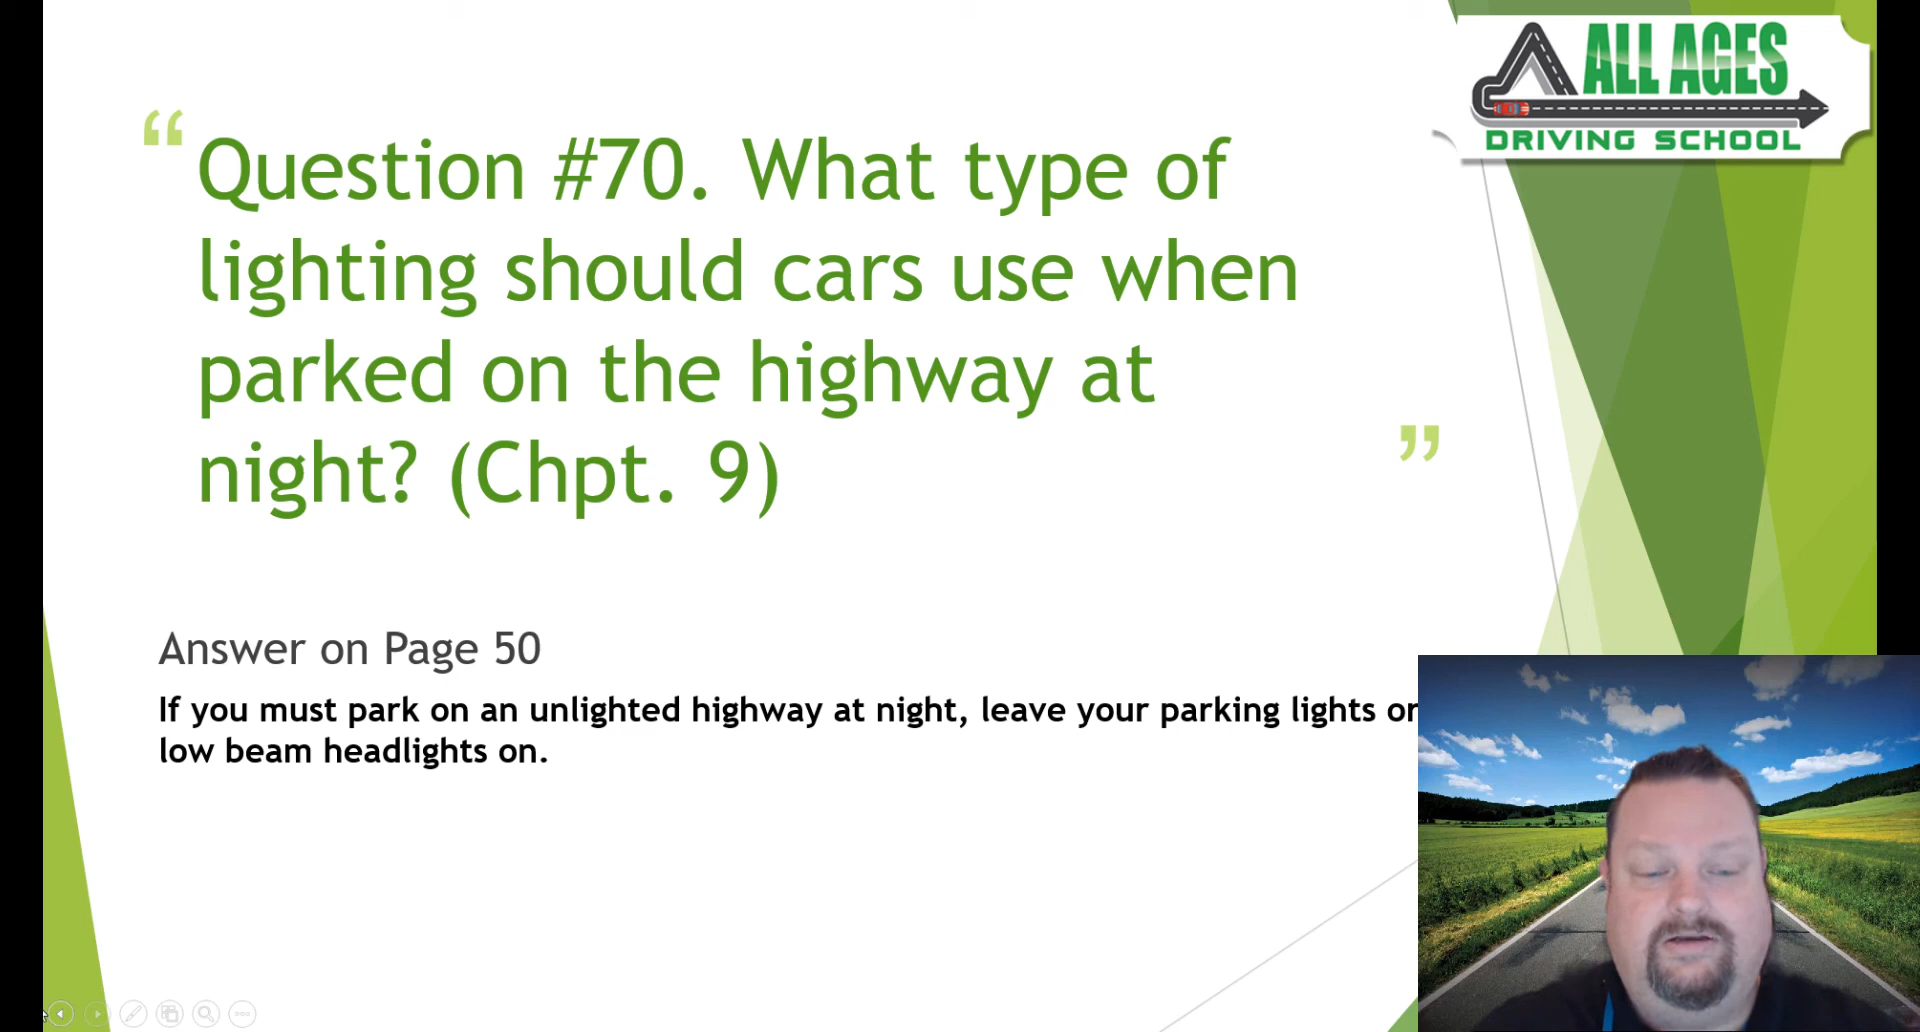 ALL AGES
DRIVING SCHOOL
“ Question #70. What type of
lighting should cars use when
parked on the highway at
night? (Chpt. 9) ”
Answer on Page 50
If you must park on an unlighted highway at night, leave your parking lights or
low beam headlights on.